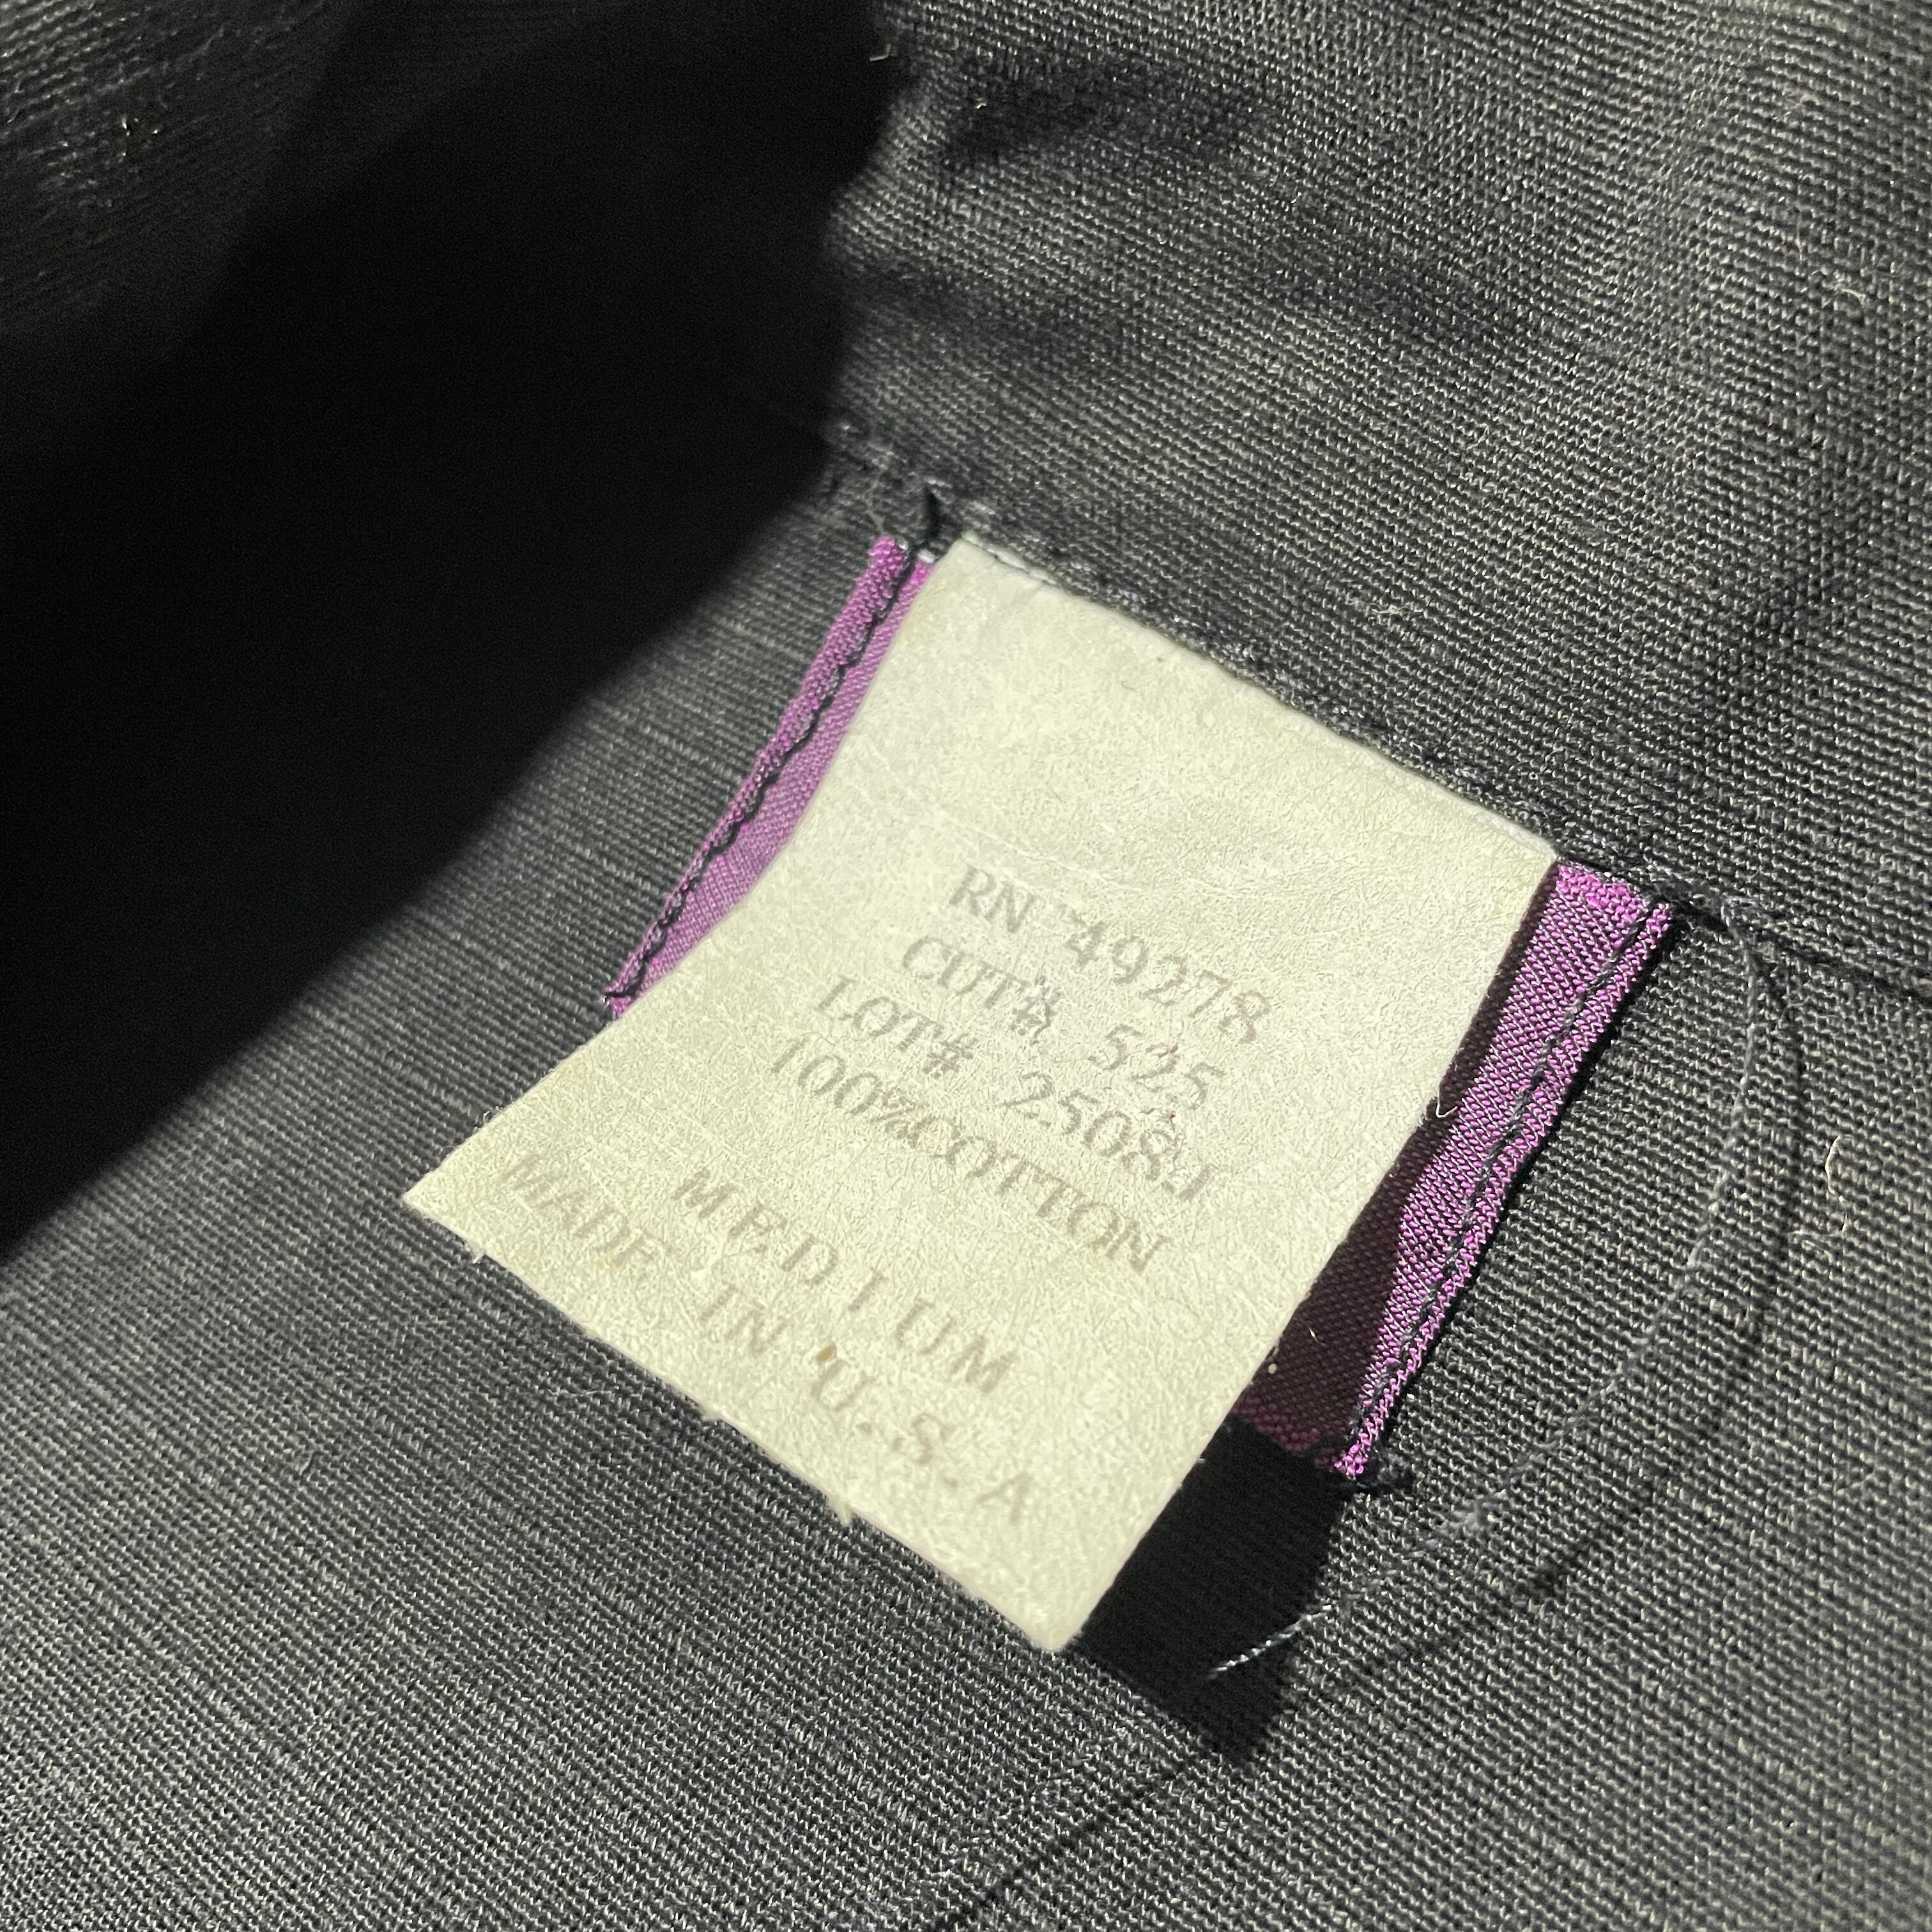 RN 49278
CUT# 525
LOT# 2508J
100%COTTON
MEDIUM
MADE IN U.S.A